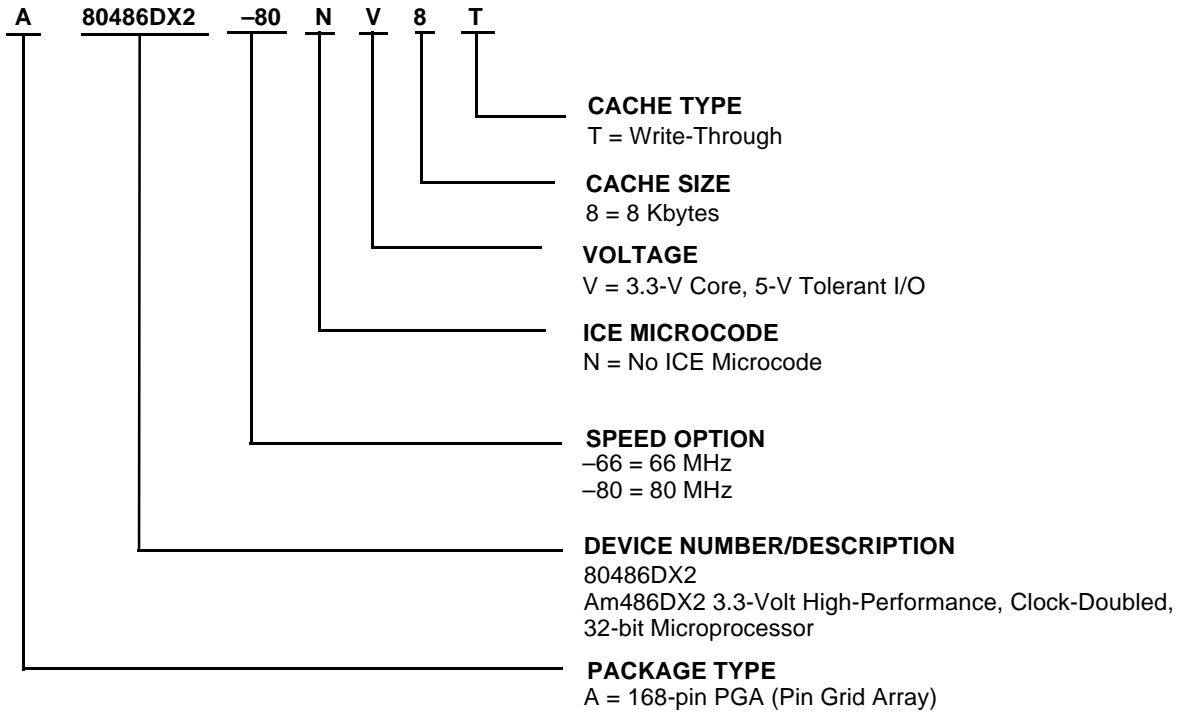 A 80486DX2 –80 N V 8 T
CACHE TYPE
T = Write-Through
CACHE SIZE
8 = 8 Kbytes
VOLTAGE
V = 3.3-V Core, 5-V Tolerant I/O
ICE MICROCODE
N = No ICE Microcode
SPEED OPTION
–66 = 66 MHz
–80 = 80 MHz
DEVICE NUMBER/DESCRIPTION
80486DX2
Am486DX2 3.3-Volt High-Performance, Clock-Doubled,
32-bit Microprocessor
PACKAGE TYPE
A = 168-pin PGA (Pin Grid Array)